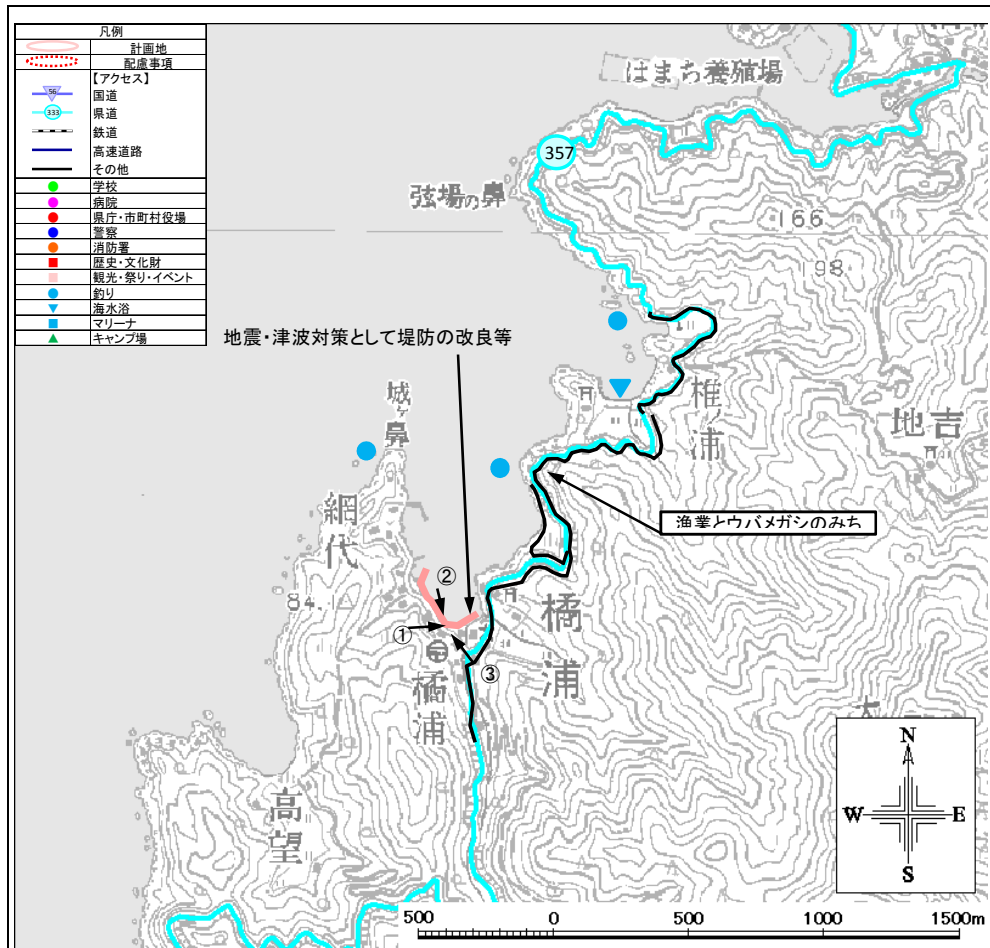 凡例
計画地
配慮事項
【アクセス】
56
国道
333
県道
鉄道
高速道路
その他
学校
病院
県庁・市町村役場
警察
消防署
歴史・文化財
観光・祭り・イベント
釣り
海水浴
マリーナ
キャンプ場
はまち養殖場
357
弦場の鼻
166
198
地震・津波対策として堤防の改良等
城ヶ鼻
椎ノ浦
地吉
網代
漁業とウバメガシのみち
84
②
①
③
橘浦
橘浦
高望
N
W E
S
500 0 500 1000 1500m